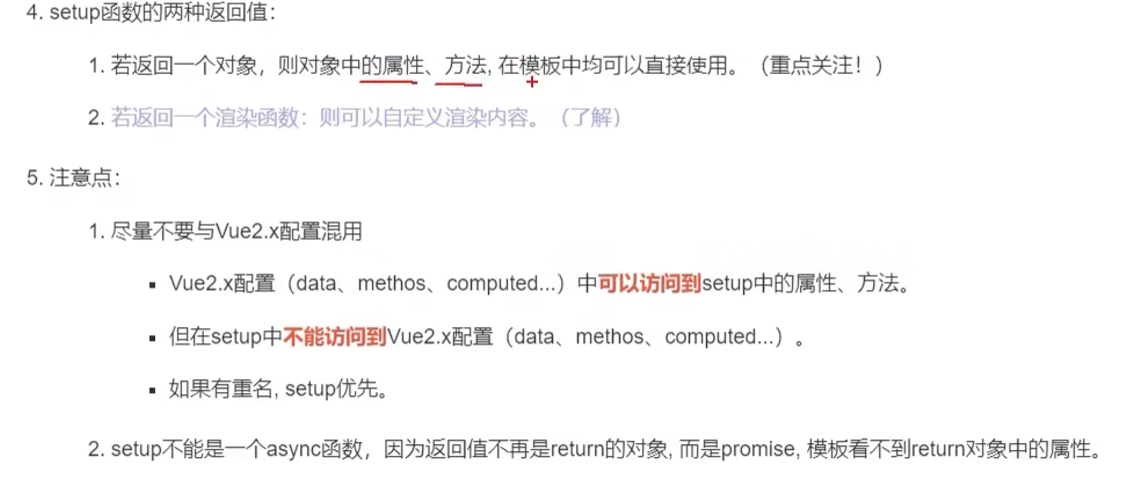 4. setup函数的两种返回值：
1. 若返回一个对象，则对象中的属性、方法, 在模板中均可以直接使用。（重点关注！）
2. 若返回一个渲染函数：则可以自定义渲染内容。（了解）
5. 注意点：
1. 尽量不要与Vue2.x配置混用
▪ Vue2.x配置（data、methos、computed...）中可以访问到setup中的属性、方法。
▪ 但在setup中不能访问到Vue2.x配置（data、methos、computed...）。
▪ 如果有重名, setup优先。
2. setup不能是一个async函数，因为返回值不再是return的对象, 而是promise, 模板看不到return对象中的属性。